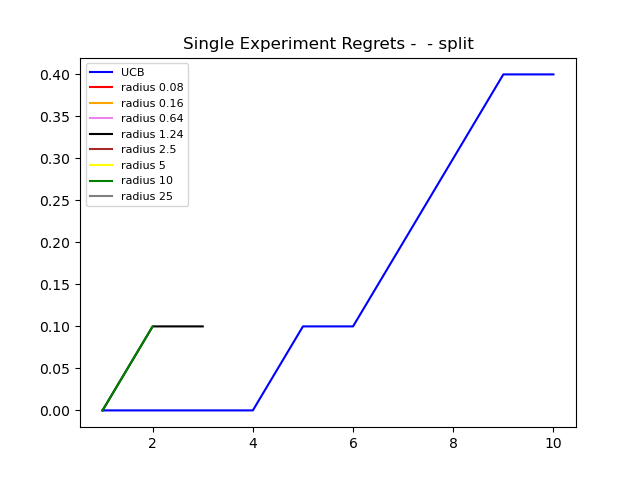 Single Experiment Regrets -  - split
0.40
0.35
0.30
0.25
0.20
0.15
0.10
0.05
0.00
UCB
radius 0.08
radius 0.16
radius 0.64
radius 1.24
radius 2.5
radius 5
radius 10
radius 25
2 4 6 8 10